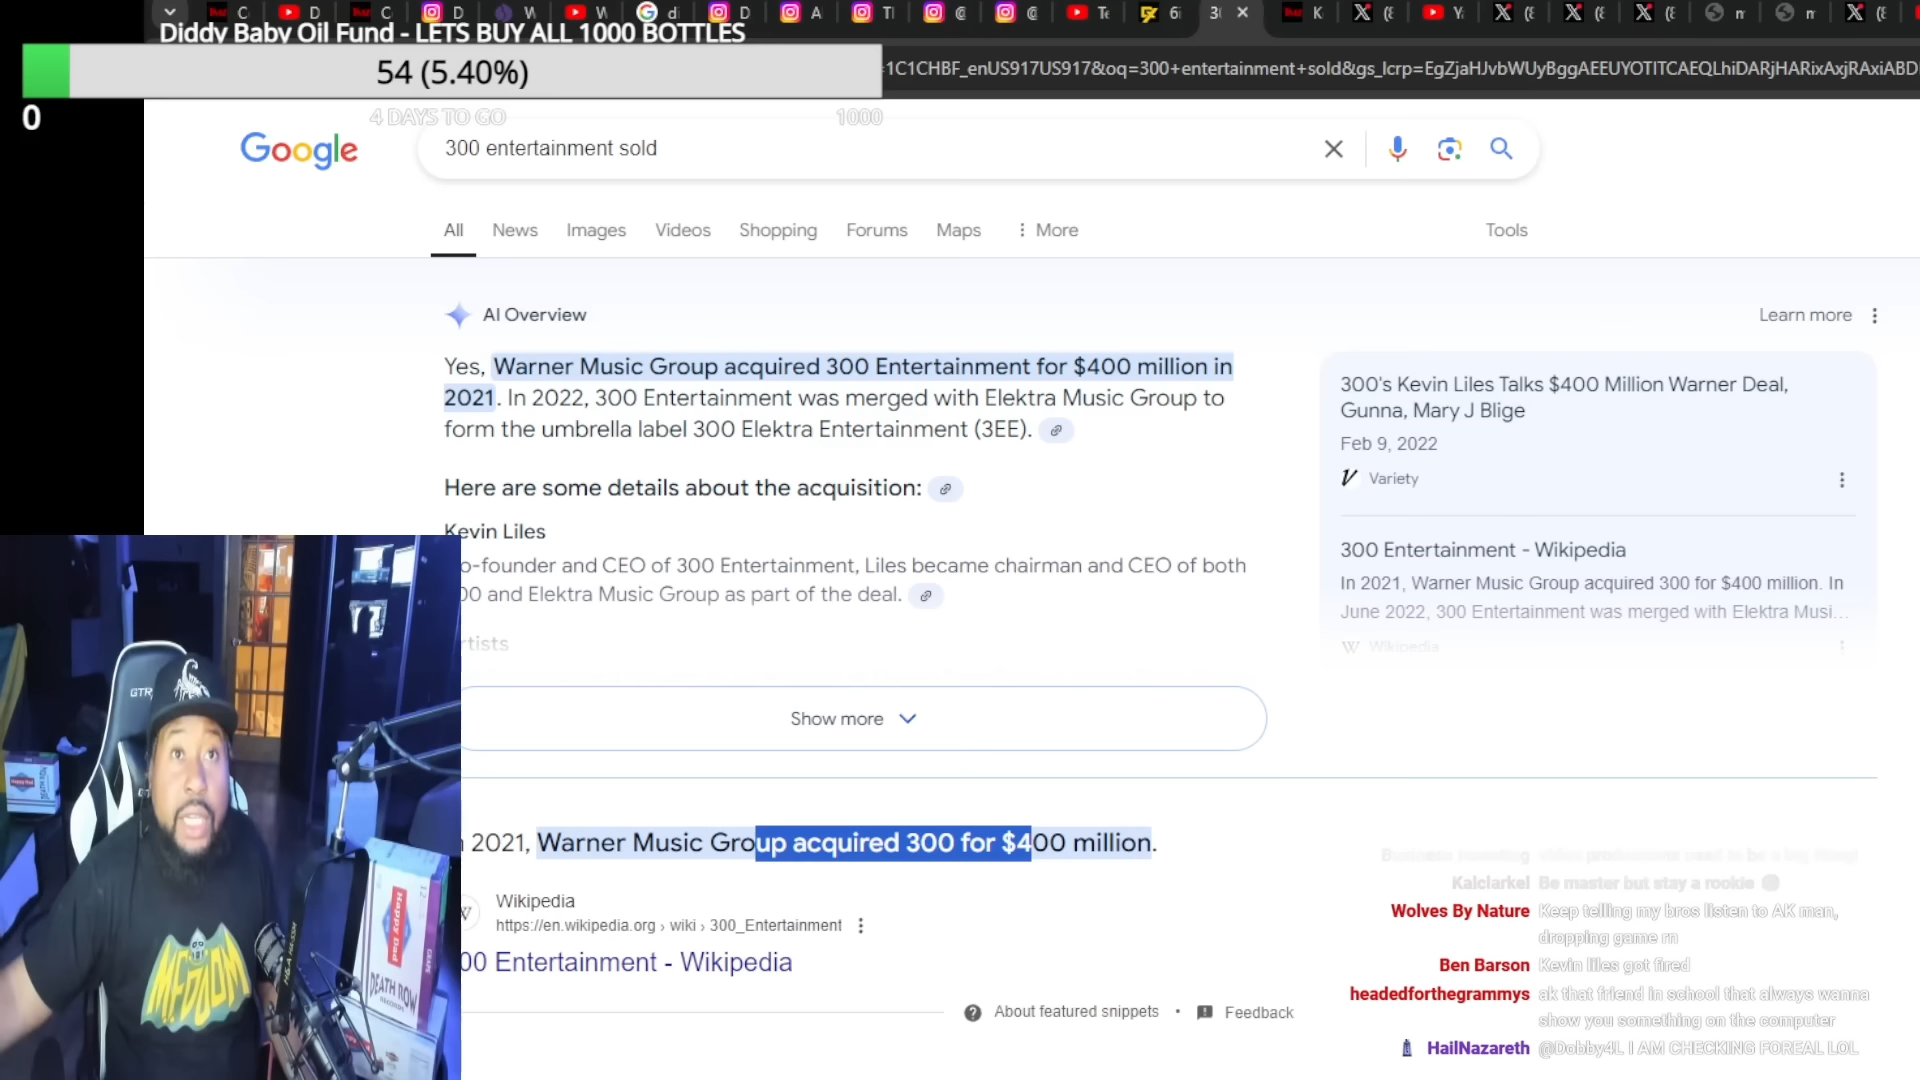 Diddy Baby Oil Fund - LETS BUY ALL 1000 BOTTLES
54 (5.40%)
0
4 DAYS TO GO
1000
=1C1CHBF_enUS917US917&oq=300+entertainment+sold&gs_lcrp=EgZjaHJvbWUyBggAEEUYOTITCAEQLhiDARjHARixAxjRAxiABD
Google
300 entertainment sold
All News Images Videos Shopping Forums Maps More
Tools
AI Overview
Learn more
Yes, Warner Music Group acquired 300 Entertainment for $400 million in
2021. In 2022, 300 Entertainment was merged with Elektra Music Group to
form the umbrella label 300 Elektra Entertainment (3EE).
Here are some details about the acquisition:
Kevin Liles
o-founder and CEO of 300 Entertainment, Liles became chairman and CEO of both
00 and Elektra Music Group as part of the deal.
rtists
Show more
300's Kevin Liles Talks $400 Million Warner Deal,
Gunna, Mary J Blige
Feb 9, 2022
Variety
300 Entertainment - Wikipedia
In 2021, Warner Music Group acquired 300 for $400 million. In
June 2022, 300 Entertainment was merged with Elektra Musi...
Wikipedia
2021, Warner Music Group acquired 300 for $400 million.
Wikipedia
https://en.wikipedia.org › wiki › 300_Entertainment
00 Entertainment - Wikipedia
About featured snippets • Feedback
Kalclarkel Be master but stay a rookie
Wolves By Nature Keep telling my bros listen to AK man,
dropping game rn
Ben Barson Kevin liles got fired
headedforthegrammys ak that friend in school that always wanna
show you something on the computer
HailNazareth @Dobby4L I AM CHECKING FOREAL LOL
GTR
MFDOOM
Happy Dad
DEATH ROW